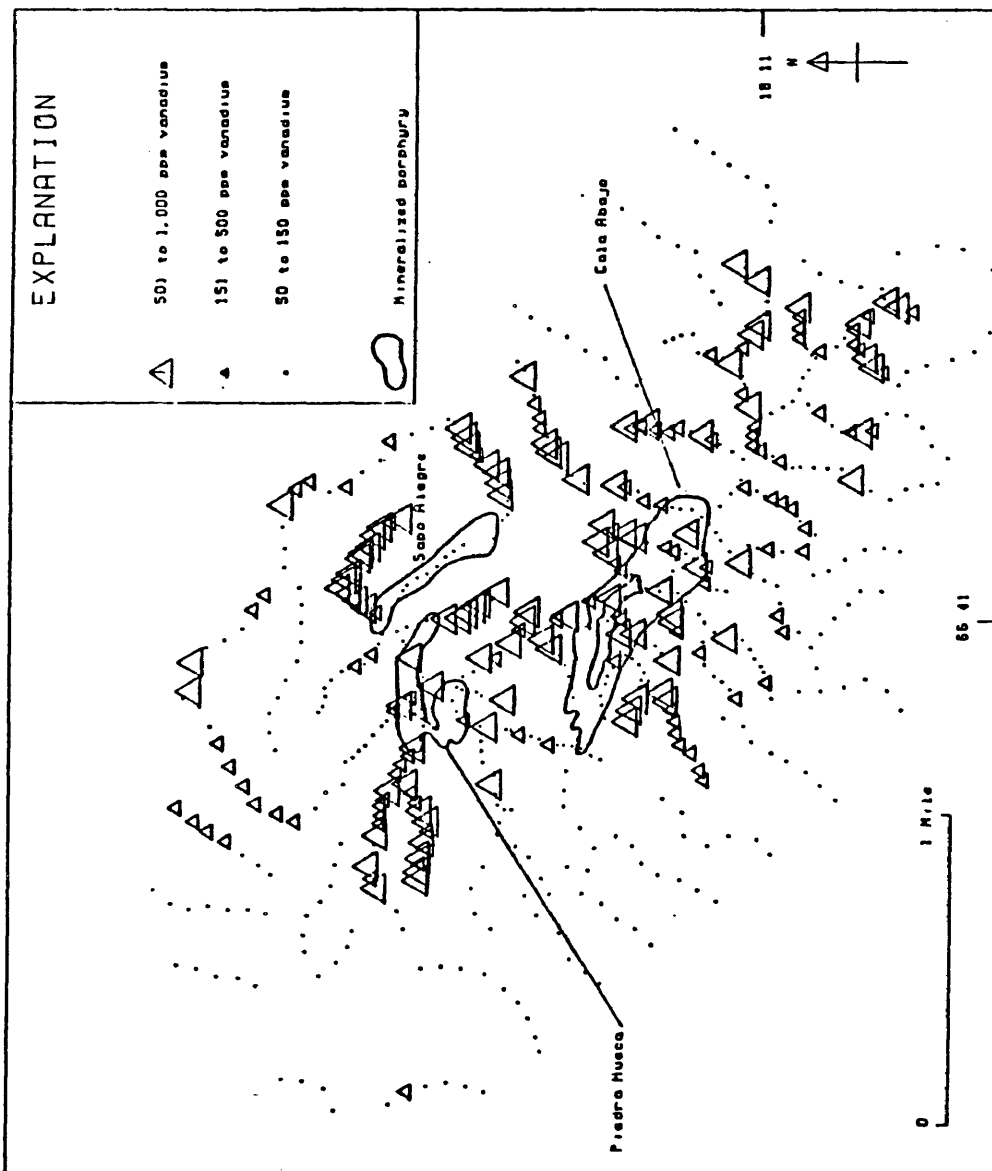 EXPLANATION
501 to 1,000 ppm vanadium
151 to 500 ppm vanadium
50 to 150 ppm vanadium
Mineralized porphyry
Sapo Alegre
Cala Abajo
Piedra Hueca
18 11
N
66 41
0 1 Mile